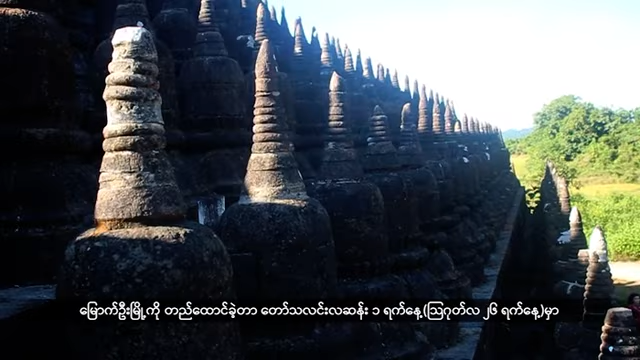 မြောက်ဦးမြို့ကို တည်ထောင်ခဲ့တာ တော်သလင်းလဆန်း ၁ ရက်နေ့(ဩဂုတ်လ ၂၆ ရက်နေ့)မှာ